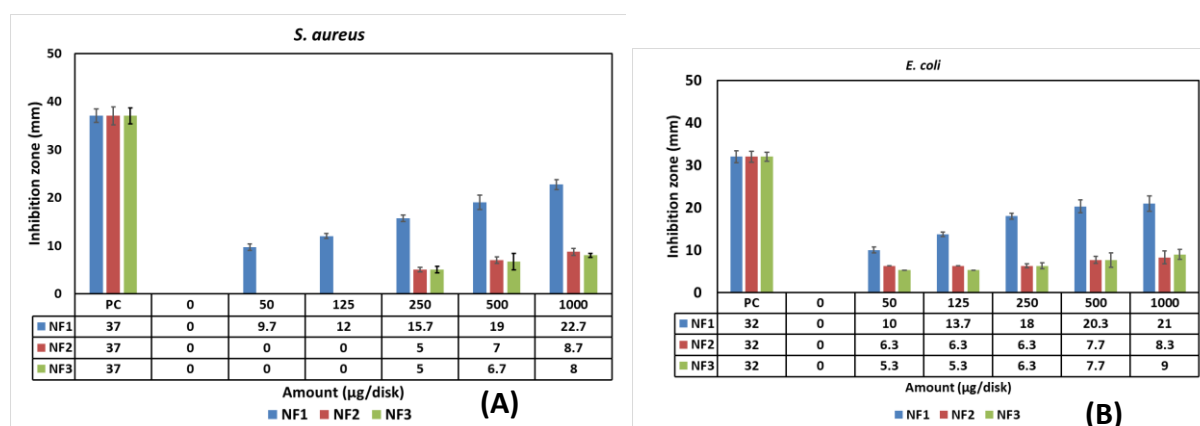 S. aureus
Inhibition zone (mm)
50
40
30
20
10
0
PC 0 50 125 250 500 1000
NF1 37 0 9.7 12 15.7 19 22.7
NF2 37 0 0 0 5 7 8.7
NF3 37 0 0 0 5 6.7 8
Amount (µg/disk)
NF1 NF2 NF3
(A)
E. coli
Inhibition zone (mm)
50
40
30
20
10
0
PC 0 50 125 250 500 1000
NF1 32 0 10 13.7 18 20.3 21
NF2 32 0 6.3 6.3 6.3 7.7 8.3
NF3 32 0 5.3 5.3 6.3 7.7 9
Amount (µg/disk)
NF1 NF2 NF3
(B)